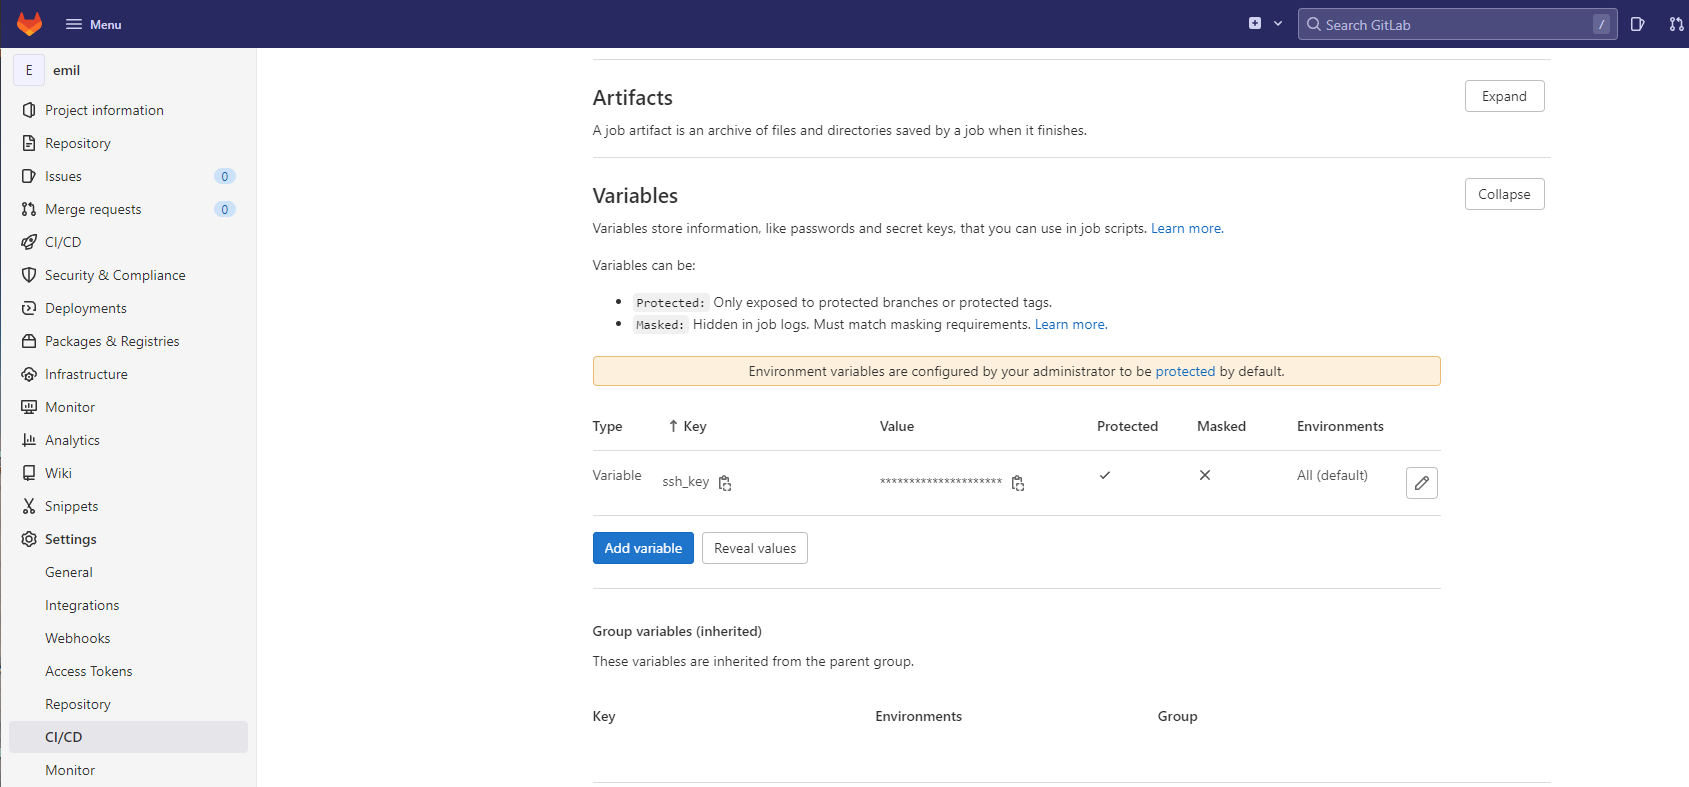 Menu
Search GitLab
/
E emil
Project information
Repository
Issues 0
Merge requests 0
CI/CD
Security & Compliance
Deployments
Packages & Registries
Infrastructure
Monitor
Analytics
Wiki
Snippets
Settings
General
Integrations
Webhooks
Access Tokens
Repository
CI/CD
Monitor
Artifacts
Expand
A job artifact is an archive of files and directories saved by a job when it finishes.
Variables
Collapse
Variables store information, like passwords and secret keys, that you can use in job scripts. Learn more.
Variables can be:
• Protected: Only exposed to protected branches or protected tags.
• Masked: Hidden in job logs. Must match masking requirements. Learn more.
Environment variables are configured by your administrator to be protected by default.
Type ↑ Key Value Protected Masked Environments
Variable ssh_key ********************* ✓ ✕ All (default)
Add variable Reveal values
Group variables (inherited)
These variables are inherited from the parent group.
Key Environments Group